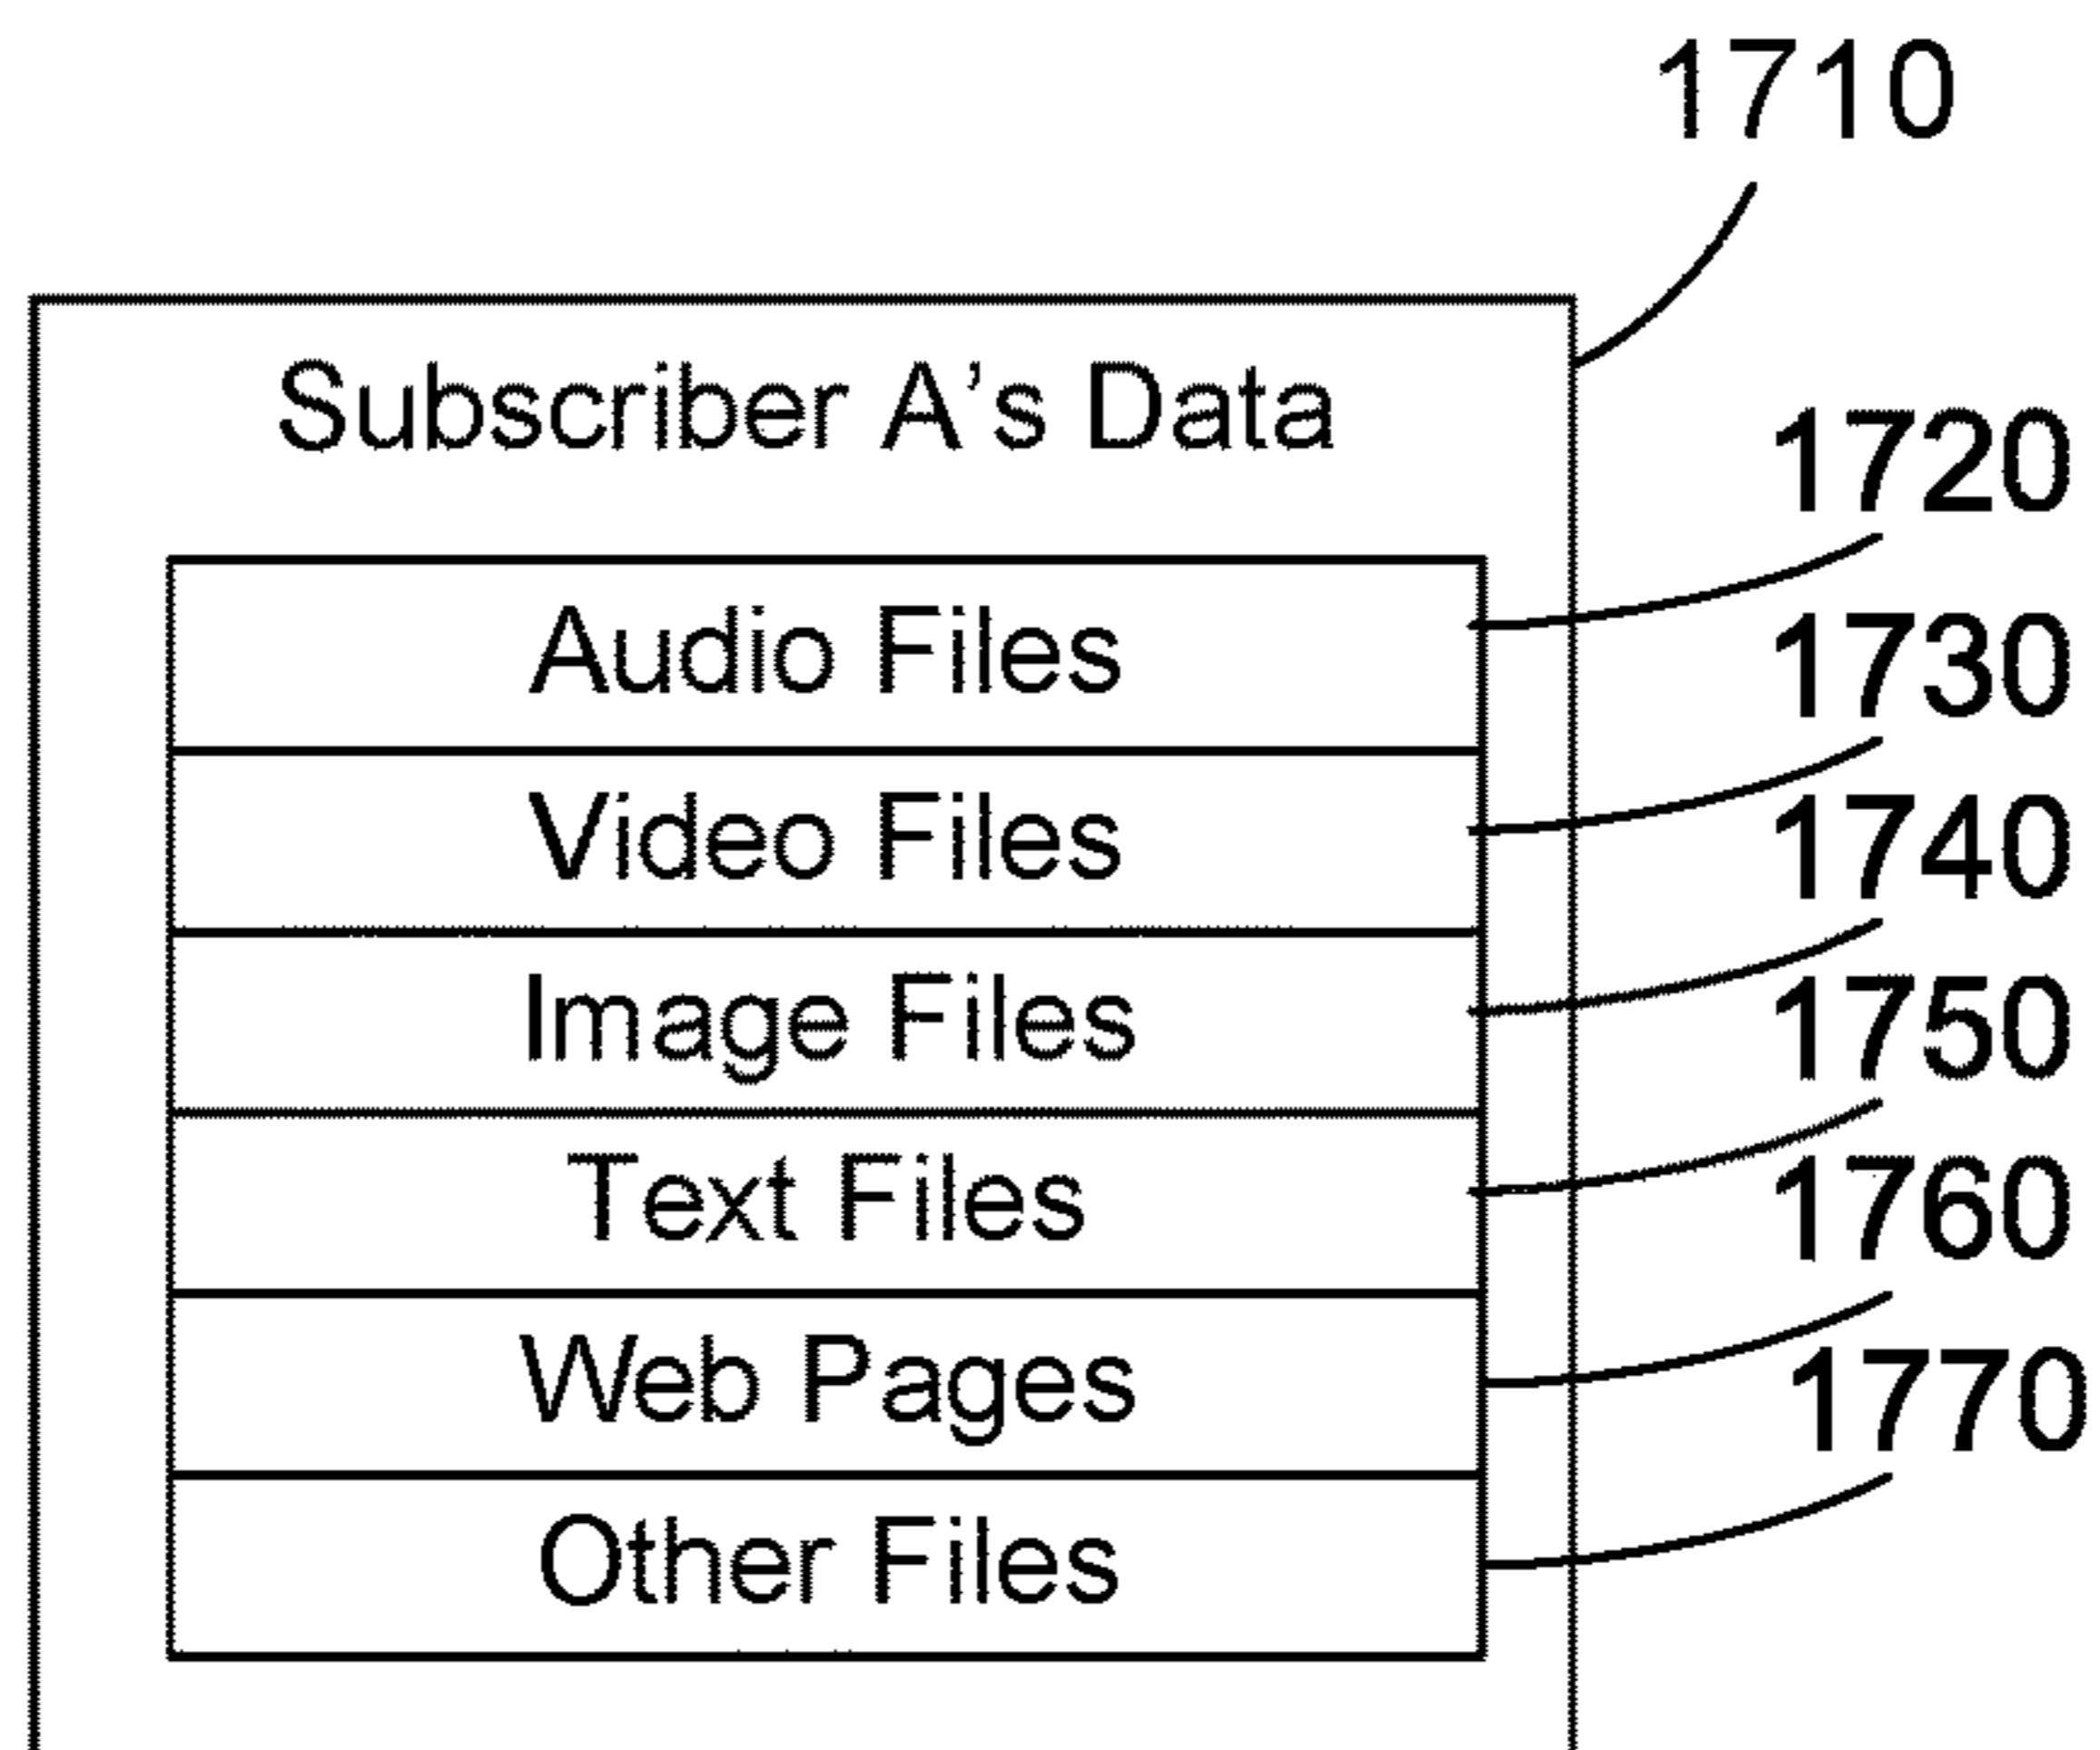 1710
Subscriber A's Data
1720
Audio Files
1730
Video Files
1740
Image Files
1750
Text Files
1760
Web Pages
1770
Other Files